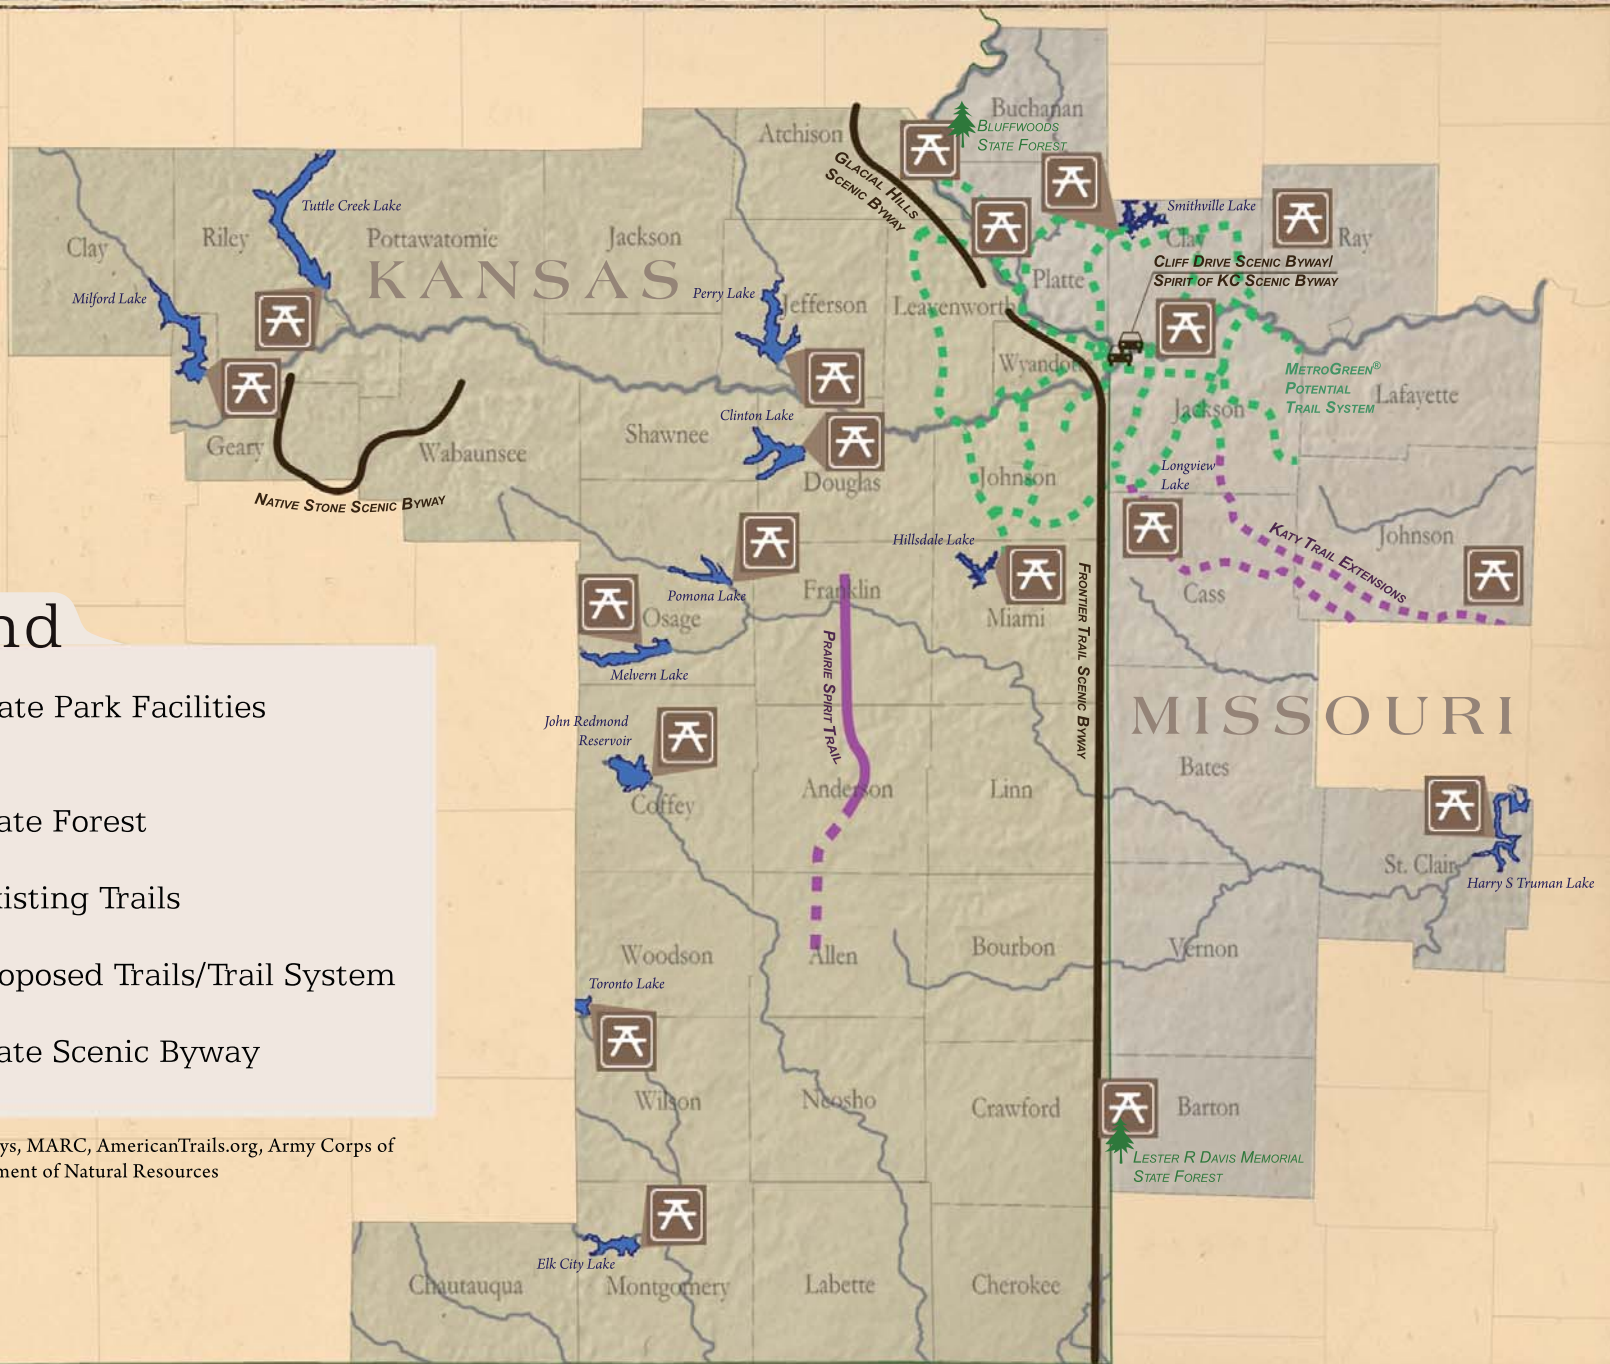 Buchanan
Bluffwoods
State Forest
Atchison
Glacial Hills
Scenic Byway
Tuttle Creek Lake
Smithville Lake
Clay
Riley
Pottawatomie
Jackson
Clay
Ray
KANSAS
Cliff Drive Scenic Byway/
Spirit of KC Scenic Byway
Platte
Milford Lake
Perry Lake
Jefferson
Leavenworth
Wyandott
MetroGreen®
Potential
Trail System
Lafayette
Jackson
Clinton Lake
Shawnee
Geary
Wabaunsee
Douglas
Johnson
Longview
Lake
Native Stone Scenic Byway
Hillsdale Lake
Katy Trail Extensions
Johnson
Frontier Trail Scenic Byway
Pomona Lake
Franklin
Cass
Osage
Miami
Prairie Spirit Trail
Melvern Lake
nd
ate Park Facilities
ate Forest
isting Trails
oposed Trails/Trail System
ate Scenic Byway
ys, MARC, AmericanTrails.org, Army Corps of
ment of Natural Resources
MISSOURI
John Redmond
Reservoir
Coffey
Anderson
Linn
Bates
St. Clair
Harry S Truman Lake
Woodson
Allen
Bourbon
Vernon
Toronto Lake
Wilson
Neosho
Crawford
Barton
Lester R Davis Memorial
State Forest
Elk City Lake
Chautauqua
Montgomery
Labette
Cherokee